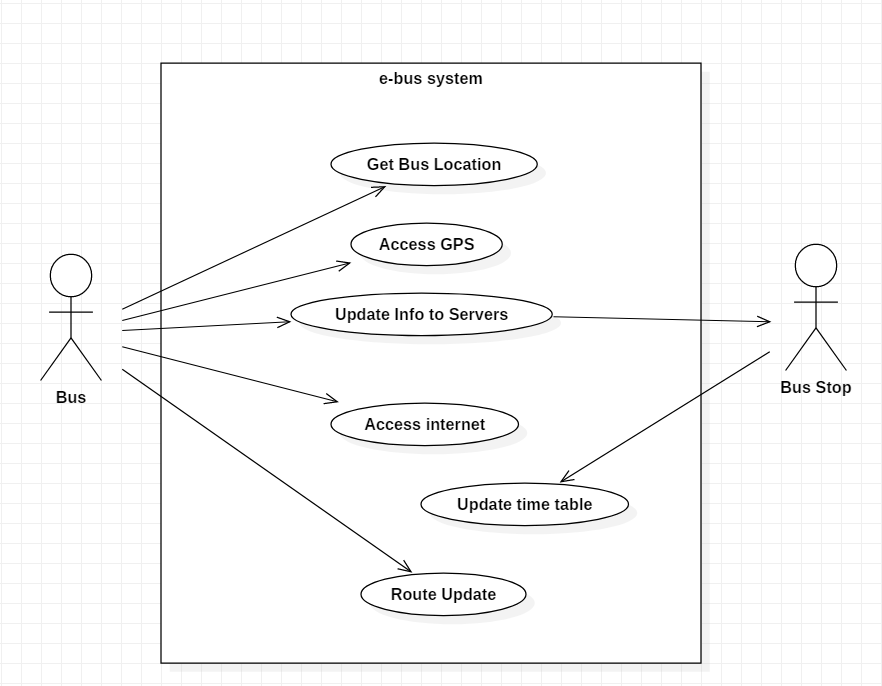 e-bus system
Get Bus Location
Access GPS
Update Info to Servers
Bus
Bus Stop
Access internet
Update time table
Route Update